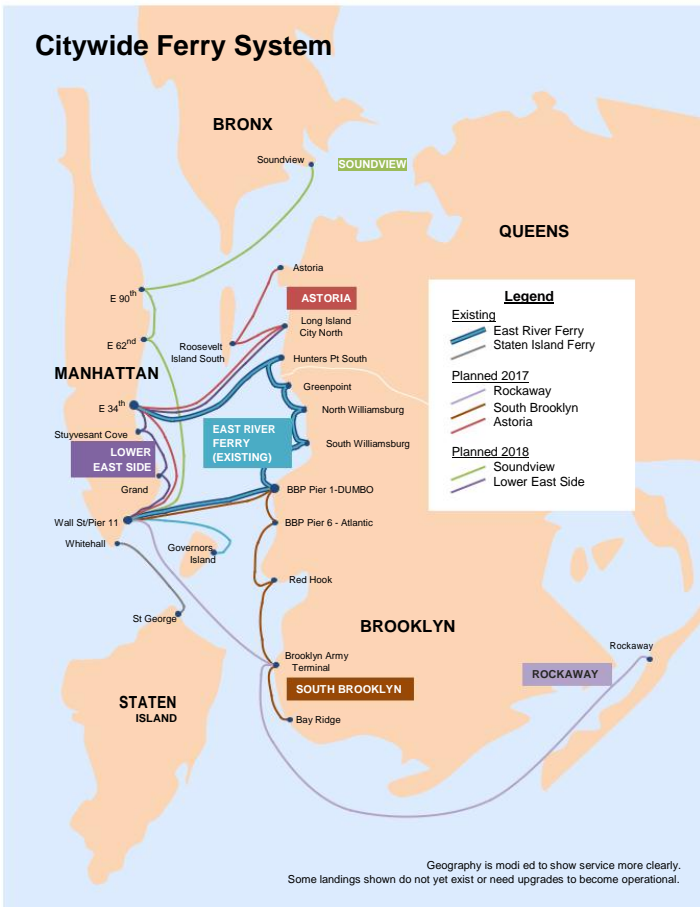 Citywide Ferry System
BRONX
Soundview
SOUNDVIEW
QUEENS
Astoria
E 90th
ASTORIA
Long Island
City North
E 62nd
Roosevelt
Island South
Hunters Pt South
MANHATTAN
Greenpoint
E 34th
North Williamsburg
Stuyvesant Cove
EAST RIVER
FERRY
(EXISTING)
South Williamsburg
LOWER
EAST SIDE
Grand
BBP Pier 1-DUMBO
Wall St/Pier 11
BBP Pier 6 - Atlantic
Whitehall
Governors
Island
Red Hook
St George
BROOKLYN
Rockaway
Brooklyn Army
Terminal
ROCKAWAY
SOUTH BROOKLYN
STATEN
ISLAND
Bay Ridge
Legend
Existing
East River Ferry
Staten Island Ferry
Planned 2017
Rockaway
South Brooklyn
Astoria
Planned 2018
Soundview
Lower East Side
Geography is modi ed to show service more clearly.
Some landings shown do not yet exist or need upgrades to become operational.